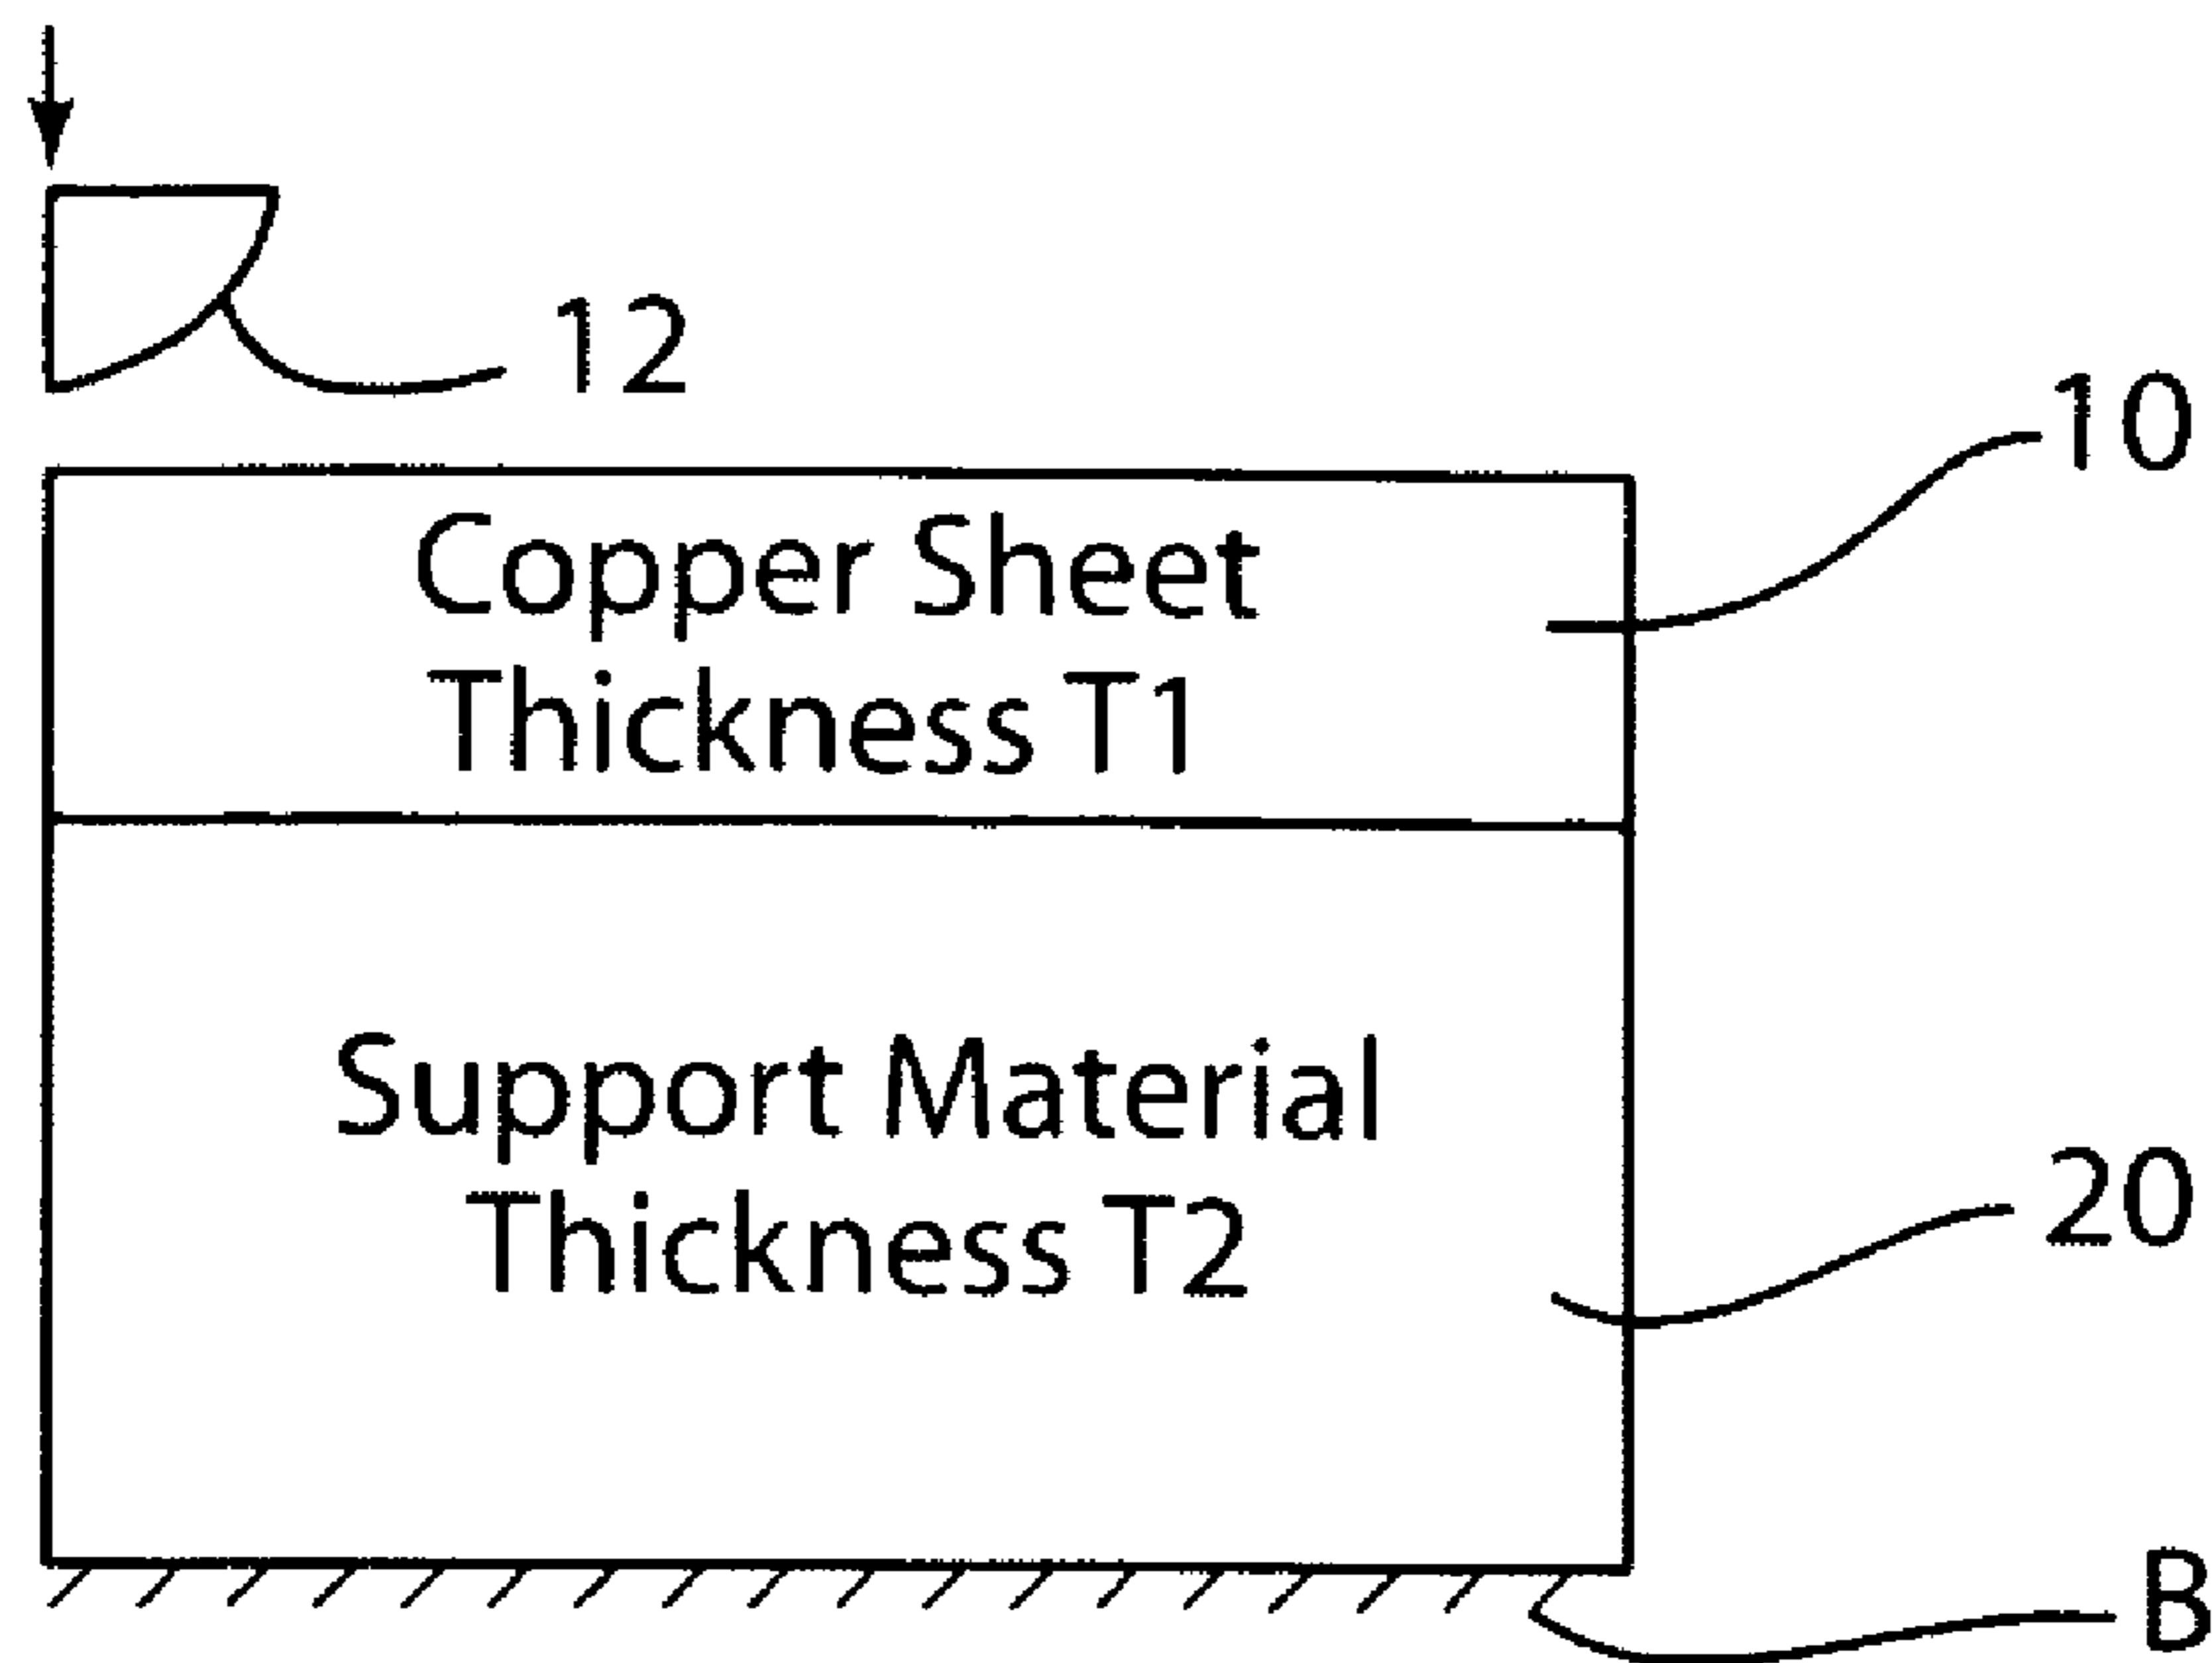 12
10
Copper Sheet
Thickness T1
Support Material
Thickness T2
20
B